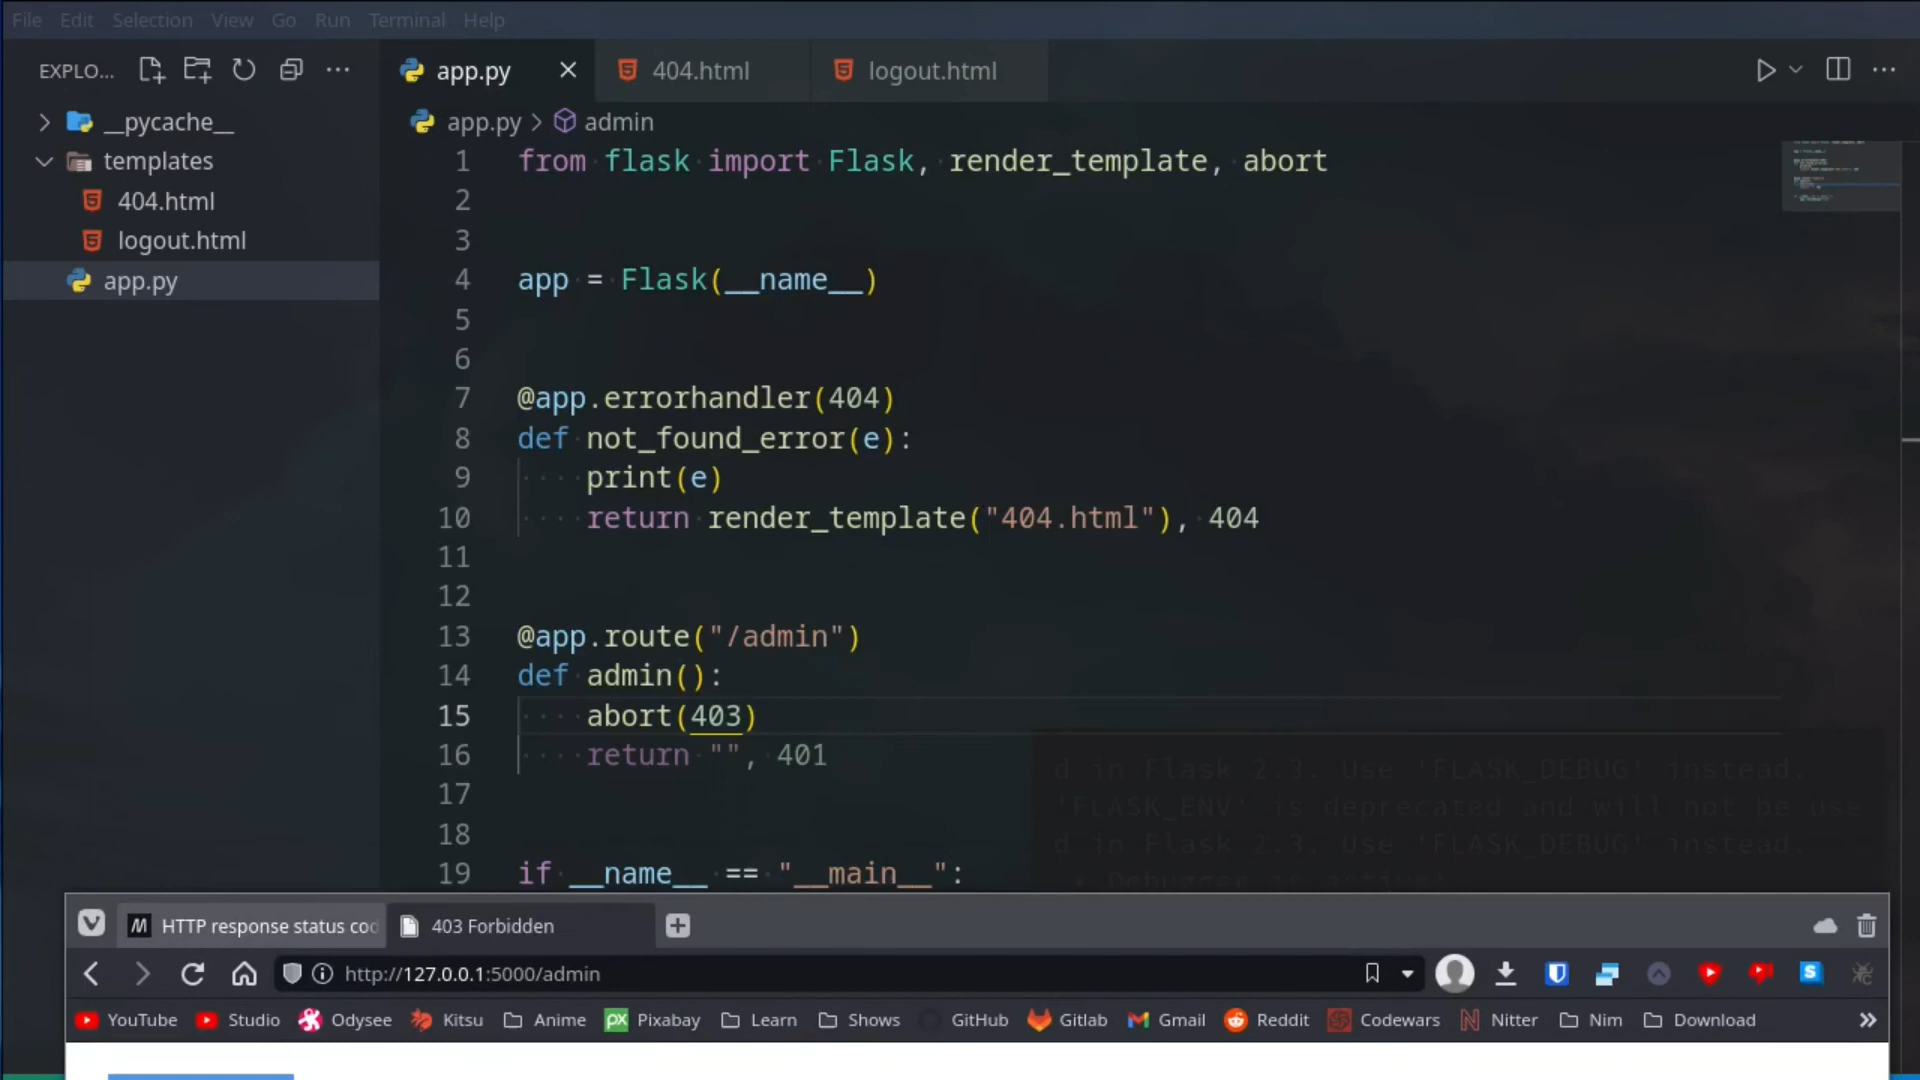 File Edit Selection View Go Run Terminal Help
EXPLO... app.py 404.html logout.html
__pycache__
templates
404.html
logout.html
app.py
app.py > admin
1 from flask import Flask, render_template, abort
2
3
4 app = Flask(__name__)
5
6
7 @app.errorhandler(404)
8 def not_found_error(e):
9 print(e)
10 return render_template("404.html"), 404
11
12
13 @app.route("/admin")
14 def admin():
15 abort(403)
16 return "", 401
17
18
19 if __name__ == "__main__":
d in Flask 2.3. Use 'FLASK_DEBUG' instead.
'FLASK_ENV' is deprecated and will not be use
d in Flask 2.3. Use 'FLASK_DEBUG' instead.
* Debugger is active!
HTTP response status cod 403 Forbidden
http://127.0.0.1:5000/admin
YouTube Studio Odysee Kitsu Anime px Pixabay Learn Shows GitHub Gitlab Gmail Reddit Codewars Nitter Nim Download